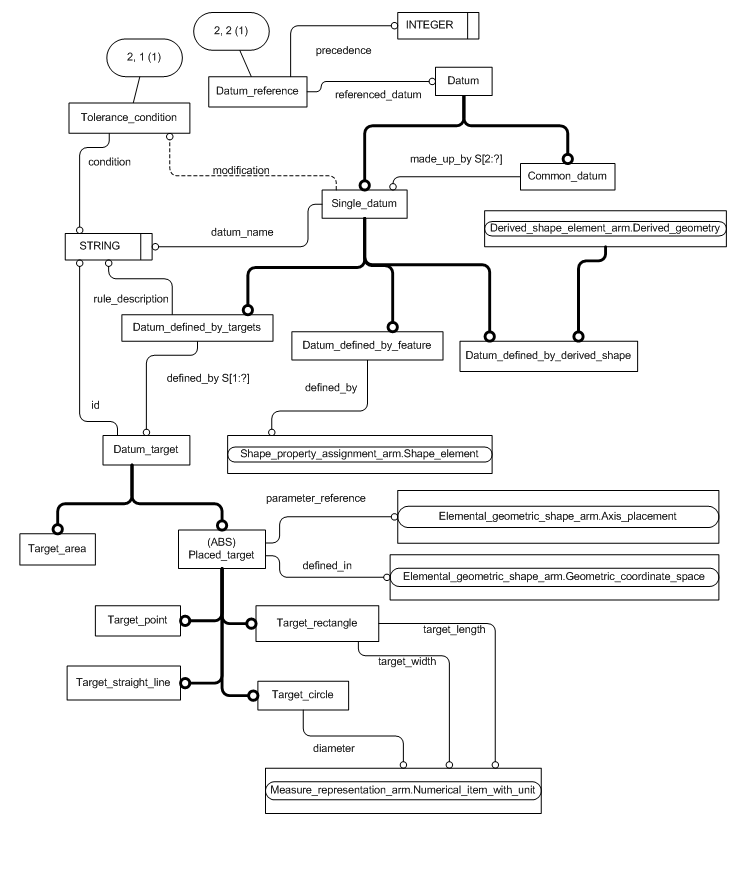 INTEGER
2, 2 (1)
precedence
2, 1 (1)
Datum
Datum_reference
referenced_datum
Tolerance_condition
made_up_by S[2:?]
condition
modification
Common_datum
Single_datum
Derived_shape_element_arm.Derived_geometry
datum_name
STRING
rule_description
Datum_defined_by_targets
Datum_defined_by_feature
Datum_defined_by_derived_shape
defined_by S[1:?]
defined_by
id
Datum_target
Shape_property_assignment_arm.Shape_element
parameter_reference
Elemental_geometric_shape_arm.Axis_placement
(ABS)
Placed_target
Target_area
defined_in
Elemental_geometric_shape_arm.Geometric_coordinate_space
Target_point
Target_rectangle
target_length
target_width
Target_straight_line
Target_circle
diameter
Measure_representation_arm.Numerical_item_with_unit